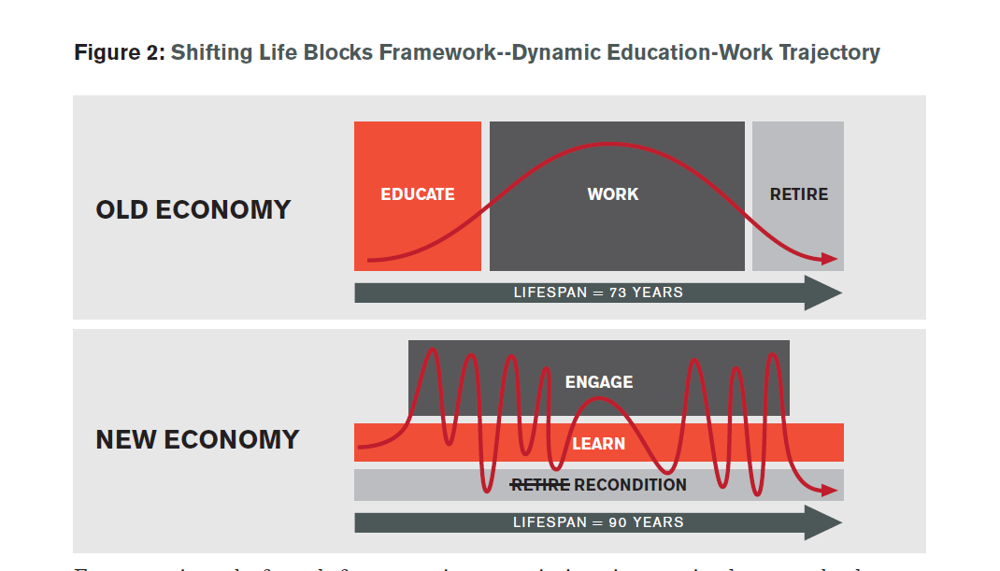 Figure 2: Shifting Life Blocks Framework--Dynamic Education-Work Trajectory
OLD ECONOMY
EDUCATE
WORK
RETIRE
LIFESPAN = 73 YEARS
NEW ECONOMY
ENGAGE
LEARN
RETIRE RECONDITION
LIFESPAN = 90 YEARS